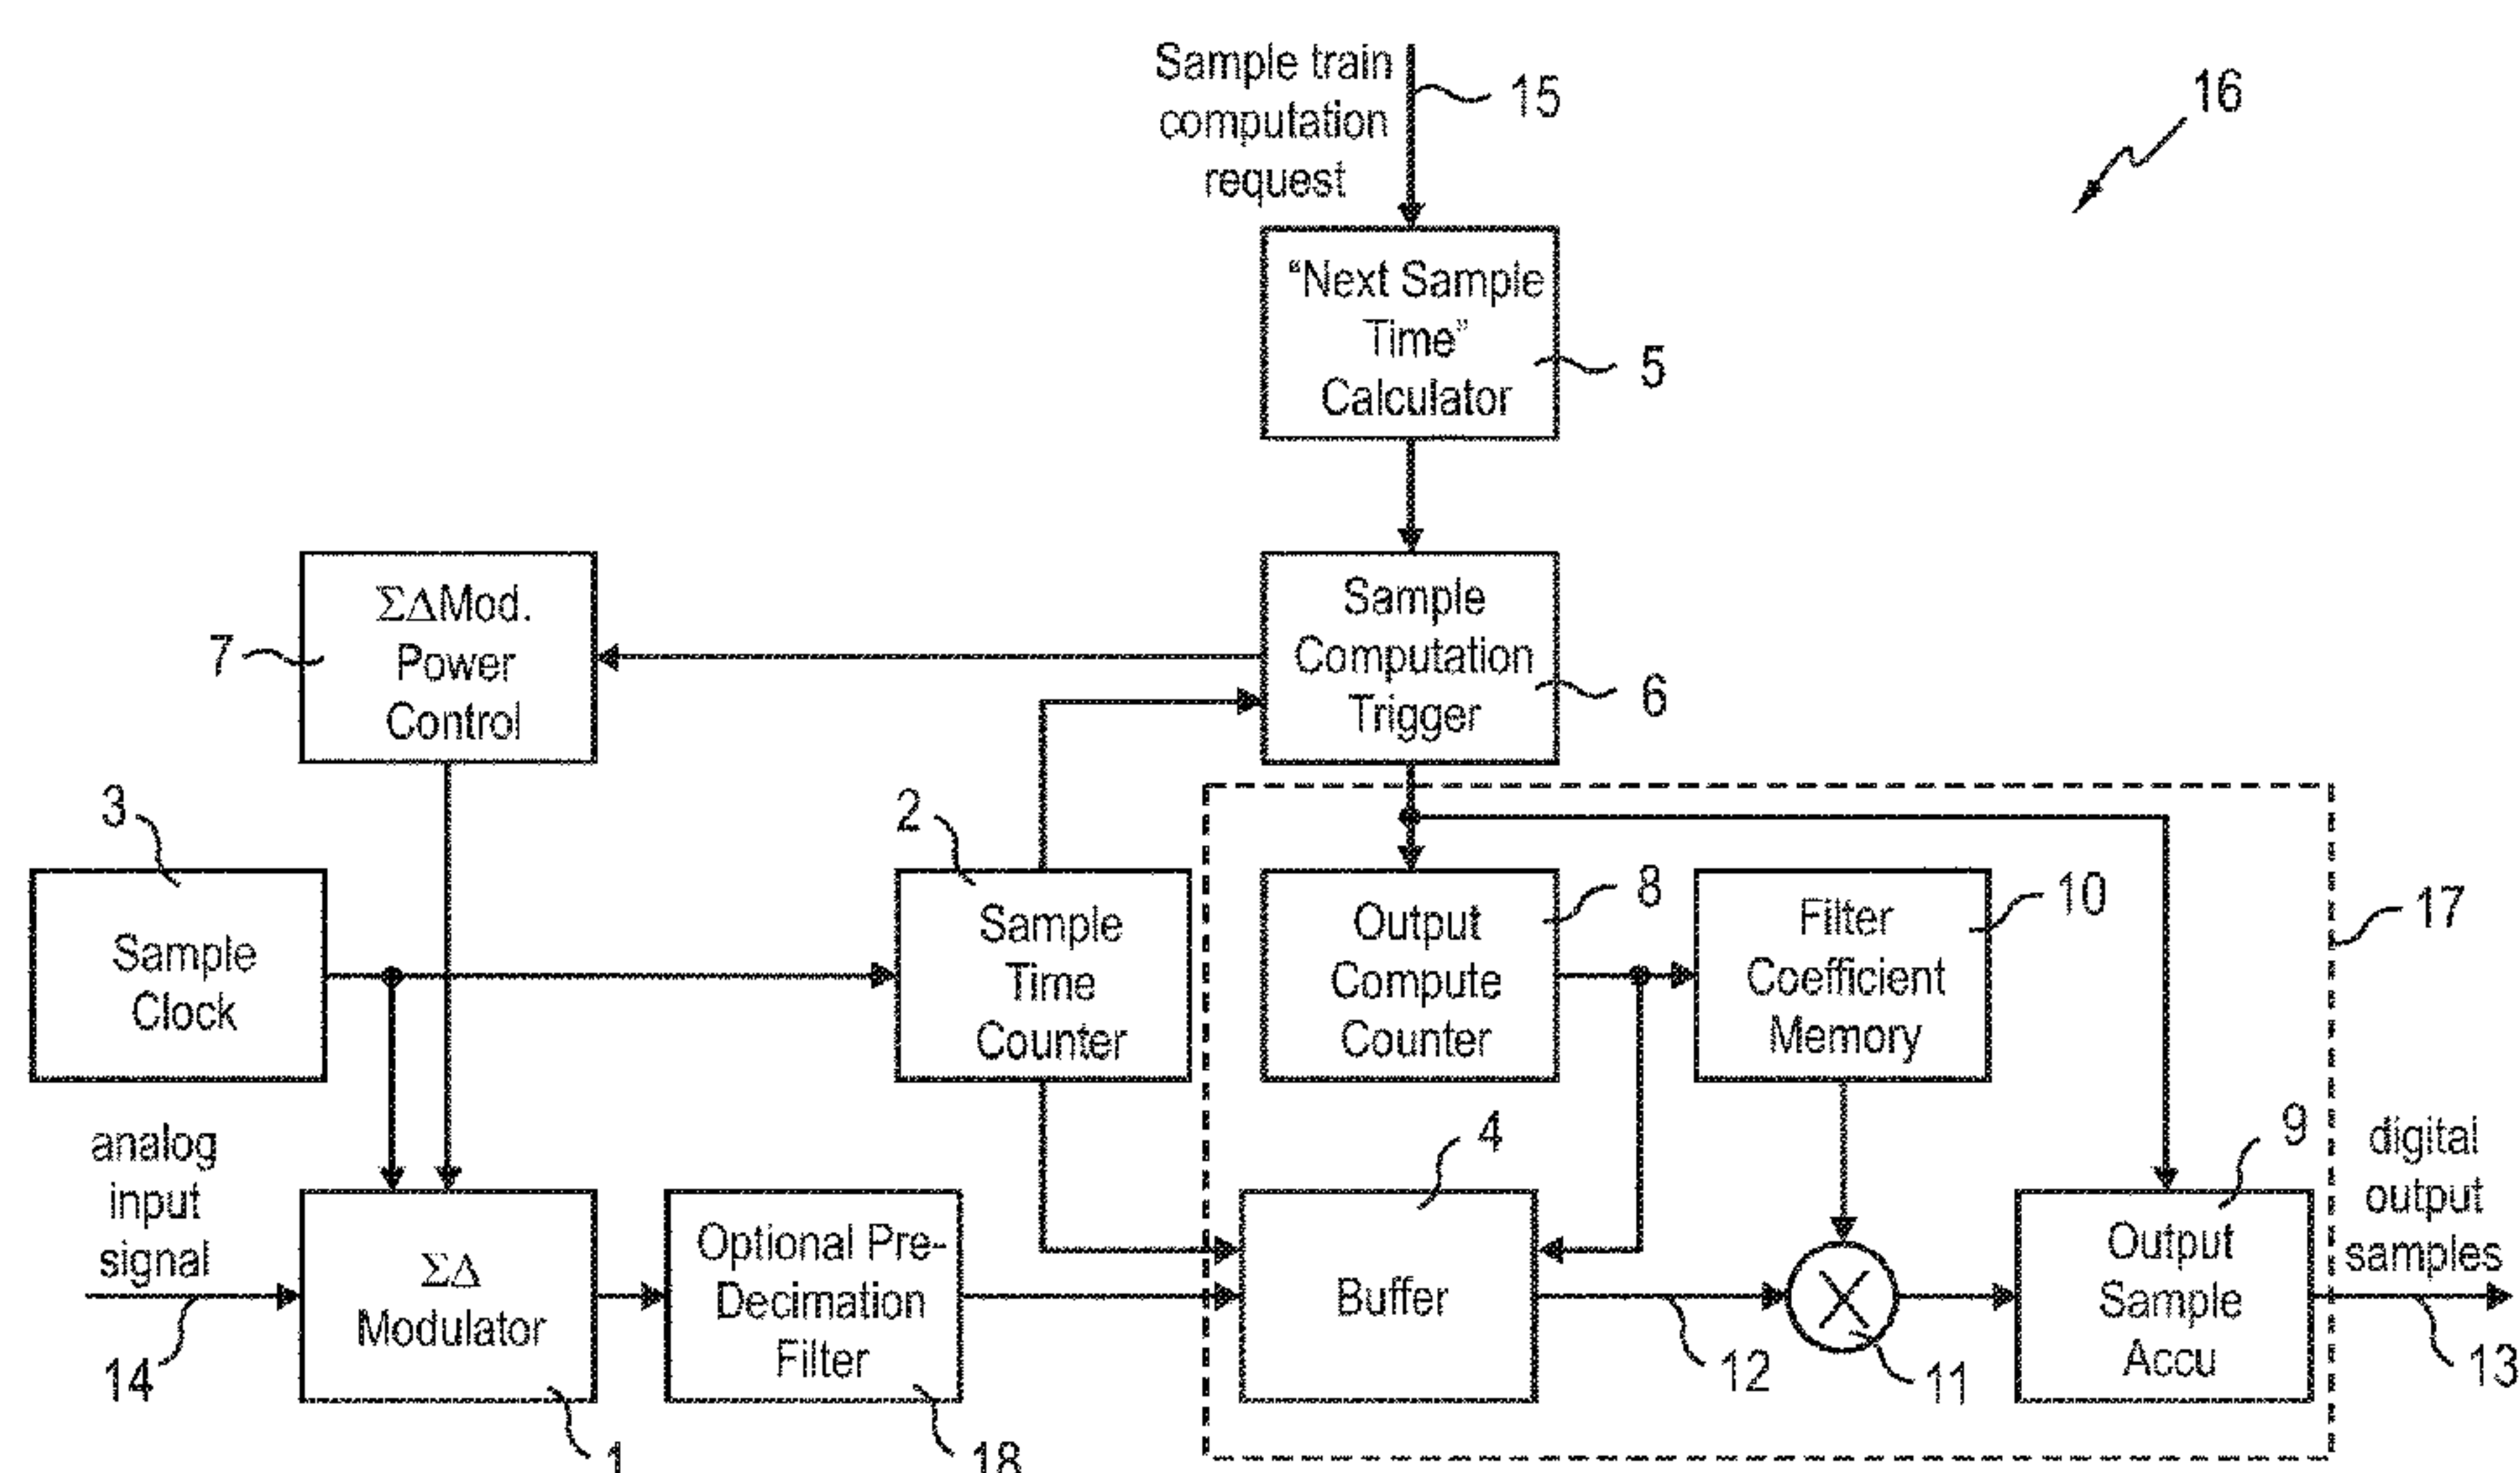 Sample train
computation
request
15
16
“Next Sample
Time”
Calculator
5
ΣΔMod.
Power
Control
7
Sample
Computation
Trigger
6
3
Sample
Clock
2
Sample
Time
Counter
Output
Compute
Counter
8
Filter
Coefficient
Memory
10
17
analog
input
signal
14
ΣΔ
Modulator
1
Optional Pre-
Decimation
Filter
18
4
Buffer
12
11
9
Output
Sample
Accu
digital
output
samples
13